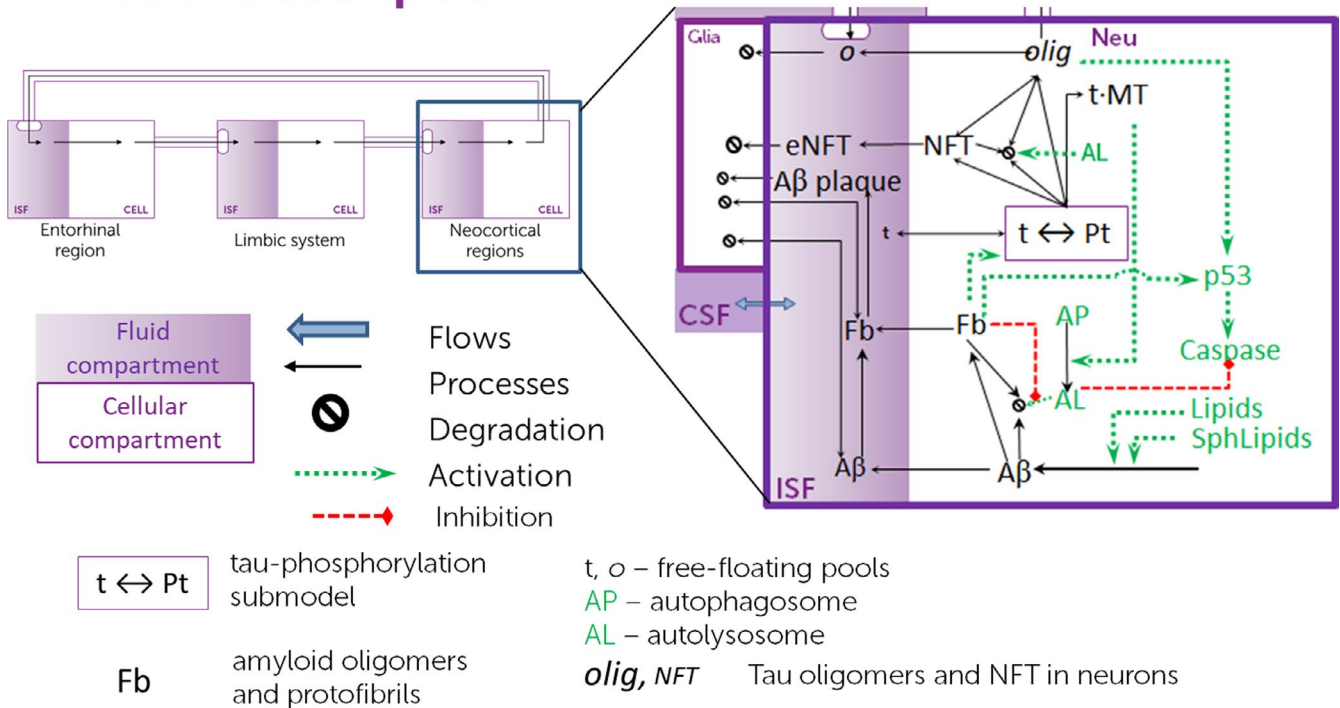 Glia
o
olig
Neu
t·MT
eNFT
NFT
AL
Aβ plaque
t
t ↔ Pt
p53
CSF
Fb
Fb
AP
Caspase
AL
Lipids
SphLipids
Aβ
Aβ
ISF
ISF
CELL
ISF
CELL
ISF
CELL
Entorhinal
region
Limbic system
Neocortical
regions
Fluid
compartment
Cellular
compartment
Flows
Processes
Degradation
Activation
Inhibition
t ↔ Pt
tau-phosphorylation
submodel
Fb
amyloid oligomers
and protofibrils
t, o – free-floating pools
AP – autophagosome
AL – autolysosome
olig, NFT Tau oligomers and NFT in neurons